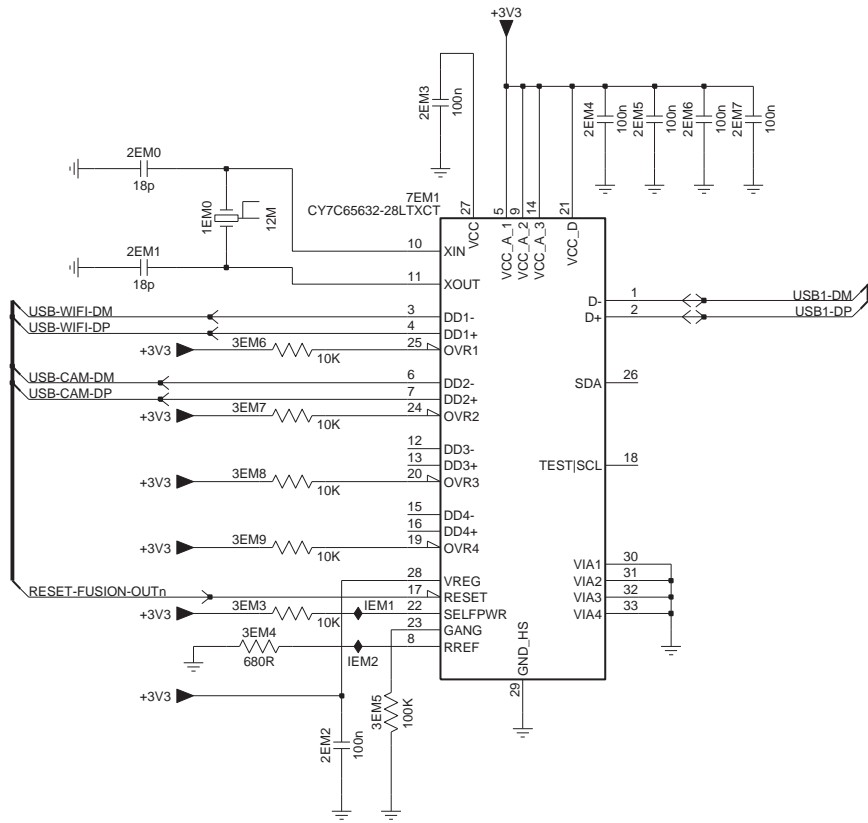 +3V3
2EM3
100n
2EM4
100n
2EM5
100n
2EM6
100n
2EM7
100n
2EM0
18p
1EM0
12M
2EM1
18p
7EM1
CY7C65632-28LTXCT
27
5
9
14
21
VCC
VCC_A_1
VCC_A_2
VCC_A_3
VCC_D
10
XIN
11
XOUT
USB-WIFI-DM
3
DD1-
USB-WIFI-DP
4
DD1+
+3V3
3EM6
10K
25
OVR1
USB-CAM-DM
6
DD2-
USB-CAM-DP
7
DD2+
+3V3
3EM7
10K
24
OVR2
12
DD3-
13
DD3+
+3V3
3EM8
10K
20
OVR3
15
DD4-
16
DD4+
+3V3
3EM9
10K
19
OVR4
28
VREG
RESET-FUSION-OUTn
17
RESET
+3V3
3EM3
10K
IEM1
22
SELFPWR
23
GANG
3EM4
680R
IEM2
8
RREF
+3V3
2EM2
100n
3EM5
100K
D-
1
USB1-DM
D+
2
USB1-DP
SDA
26
TEST|SCL
18
VIA1
30
VIA2
31
VIA3
32
VIA4
33
GND_HS
29